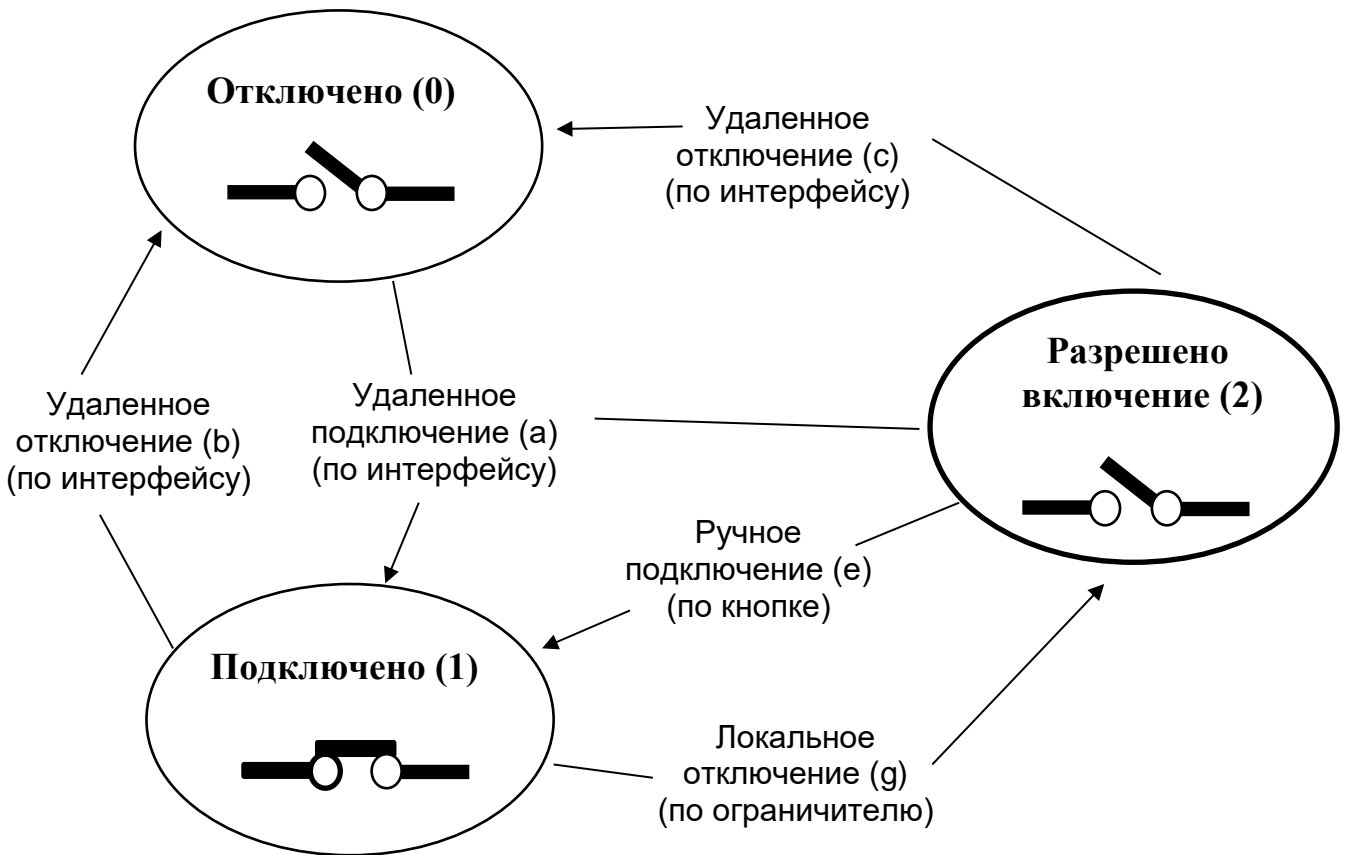 Отключено (0)
Удаленное
отключение (c)
(по интерфейсу)
Разрешено
включение (2)
Удаленное
отключение (b)
(по интерфейсу)
Удаленное
подключение (a)
(по интерфейсу)
Ручное
подключение (e)
(по кнопке)
Подключено (1)
Локальное
отключение (g)
(по ограничителю)